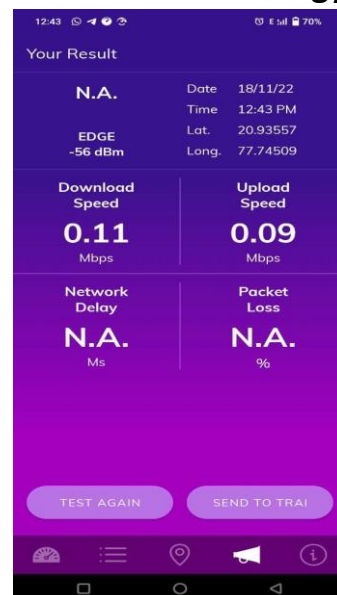 12:43 70%
Your Result
N.A.
EDGE
-56 dBm
Date 18/11/22
Time 12:43 PM
Lat. 20.93557
Long. 77.74509
Download
Speed
0.11
Mbps
Upload
Speed
0.09
Mbps
Network
Delay
N.A.
Ms
Packet
Loss
N.A.
%
TEST AGAIN
SEND TO TRAI